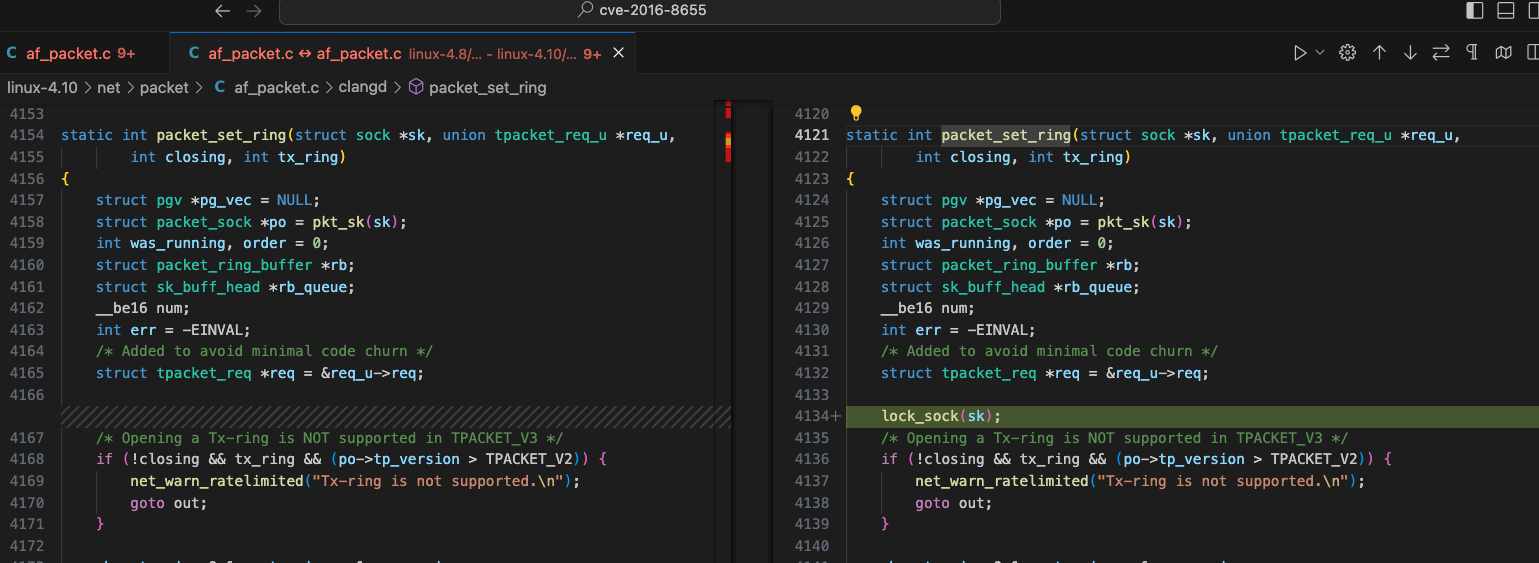 cve-2016-8655
af_packet.c 9+
af_packet.c ↔ af_packet.c linux-4.8/... - linux-4.10/... 9+
linux-4.10 > net > packet > C af_packet.c > clangd > packet_set_ring
4153
4154 static int packet_set_ring(struct sock *sk, union tpacket_req_u *req_u,
4155 int closing, int tx_ring)
4156 {
4157 struct pgv *pg_vec = NULL;
4158 struct packet_sock *po = pkt_sk(sk);
4159 int was_running, order = 0;
4160 struct packet_ring_buffer *rb;
4161 struct sk_buff_head *rb_queue;
4162 __be16 num;
4163 int err = -EINVAL;
4164 /* Added to avoid minimal code churn */
4165 struct tpacket_req *req = &req_u->req;
4166
4167 /* Opening a Tx-ring is NOT supported in TPACKET_V3 */
4168 if (!closing && tx_ring && (po->tp_version > TPACKET_V2)) {
4169 net_warn_ratelimited("Tx-ring is not supported.\n");
4170 goto out;
4171 }
4172
4120
4121 static int packet_set_ring(struct sock *sk, union tpacket_req_u *req_u,
4122 int closing, int tx_ring)
4123 {
4124 struct pgv *pg_vec = NULL;
4125 struct packet_sock *po = pkt_sk(sk);
4126 int was_running, order = 0;
4127 struct packet_ring_buffer *rb;
4128 struct sk_buff_head *rb_queue;
4129 __be16 num;
4130 int err = -EINVAL;
4131 /* Added to avoid minimal code churn */
4132 struct tpacket_req *req = &req_u->req;
4133
4134+ lock_sock(sk);
4135 /* Opening a Tx-ring is NOT supported in TPACKET_V3 */
4136 if (!closing && tx_ring && (po->tp_version > TPACKET_V2)) {
4137 net_warn_ratelimited("Tx-ring is not supported.\n");
4138 goto out;
4139 }
4140